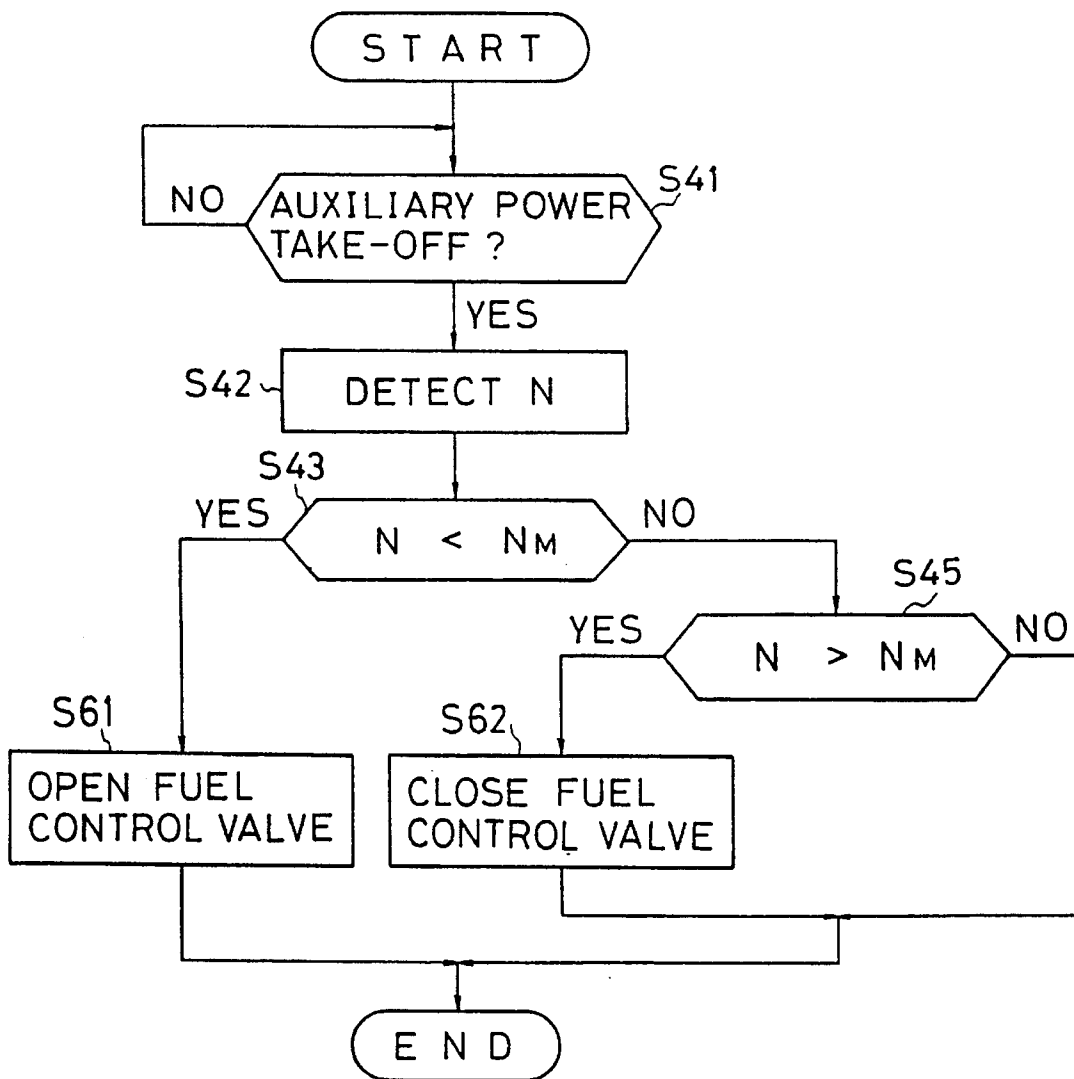 START
S41
NO
AUXILIARY POWER
TAKE-OFF ?
YES
S42
DETECT N
S43
YES
N < NM
NO
S45
YES
N > NM
NO
S61
OPEN FUEL
CONTROL VALVE
S62
CLOSE FUEL
CONTROL VALVE
END